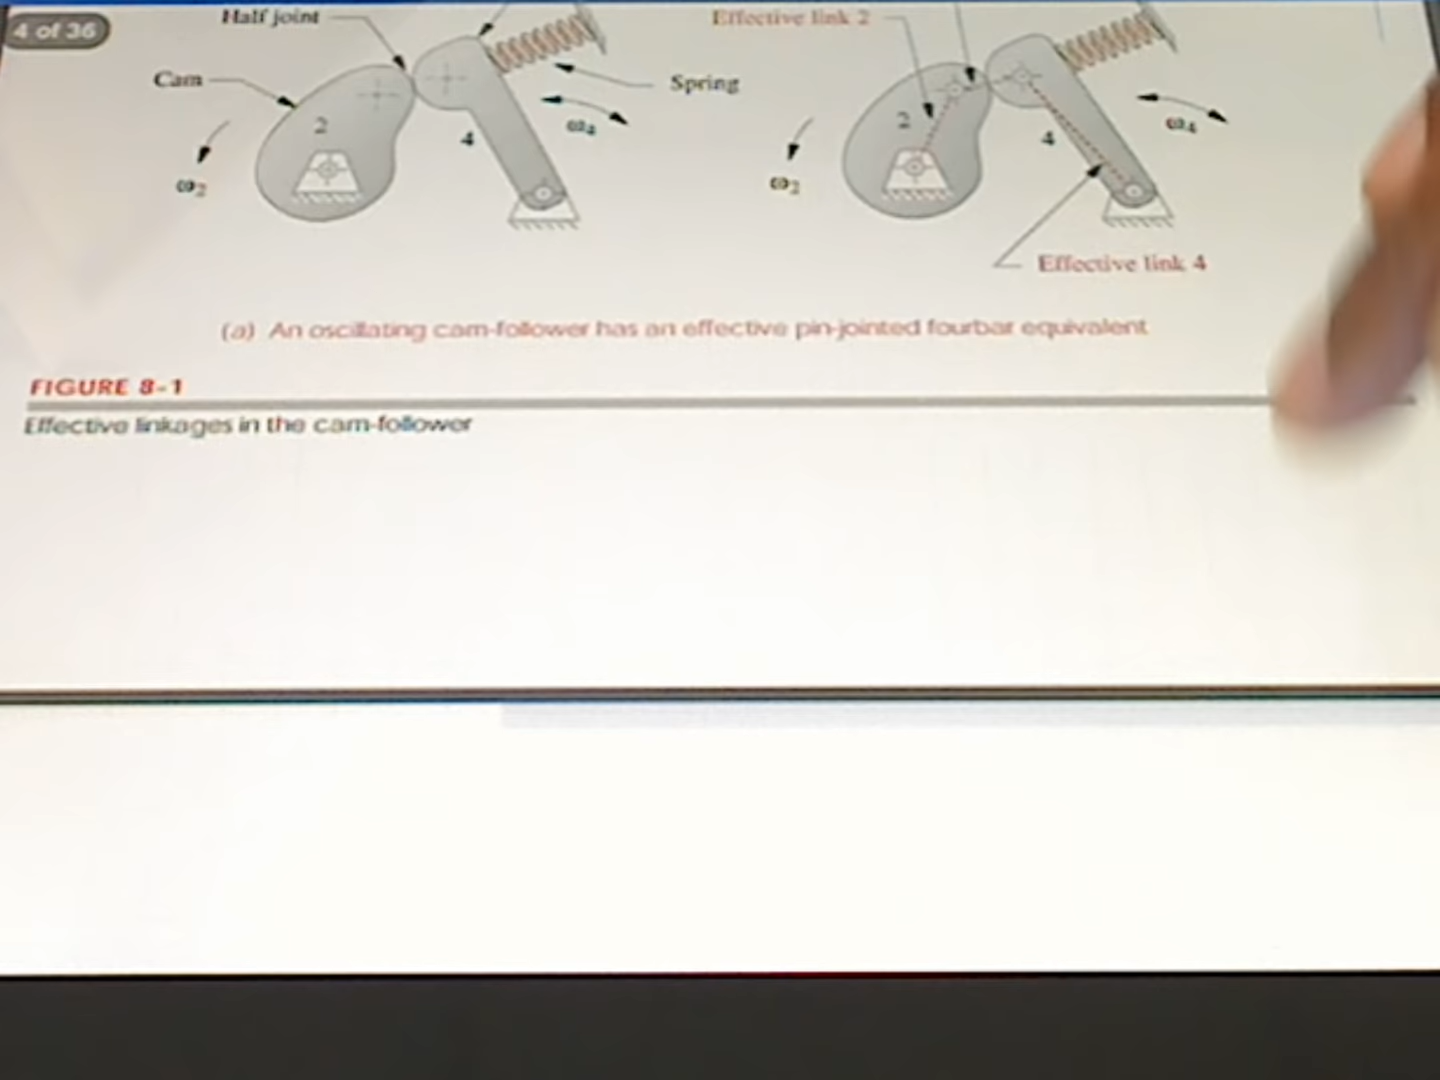 4 of 36
Half joint
Effective link 2
Cam
Spring
2
4
ω4
ω2
2
4
ω4
ω2
Effective link 4
(a) An oscillating cam-follower has an effective pin-jointed fourbar equivalent
FIGURE 8-1
Effective linkages in the cam-follower